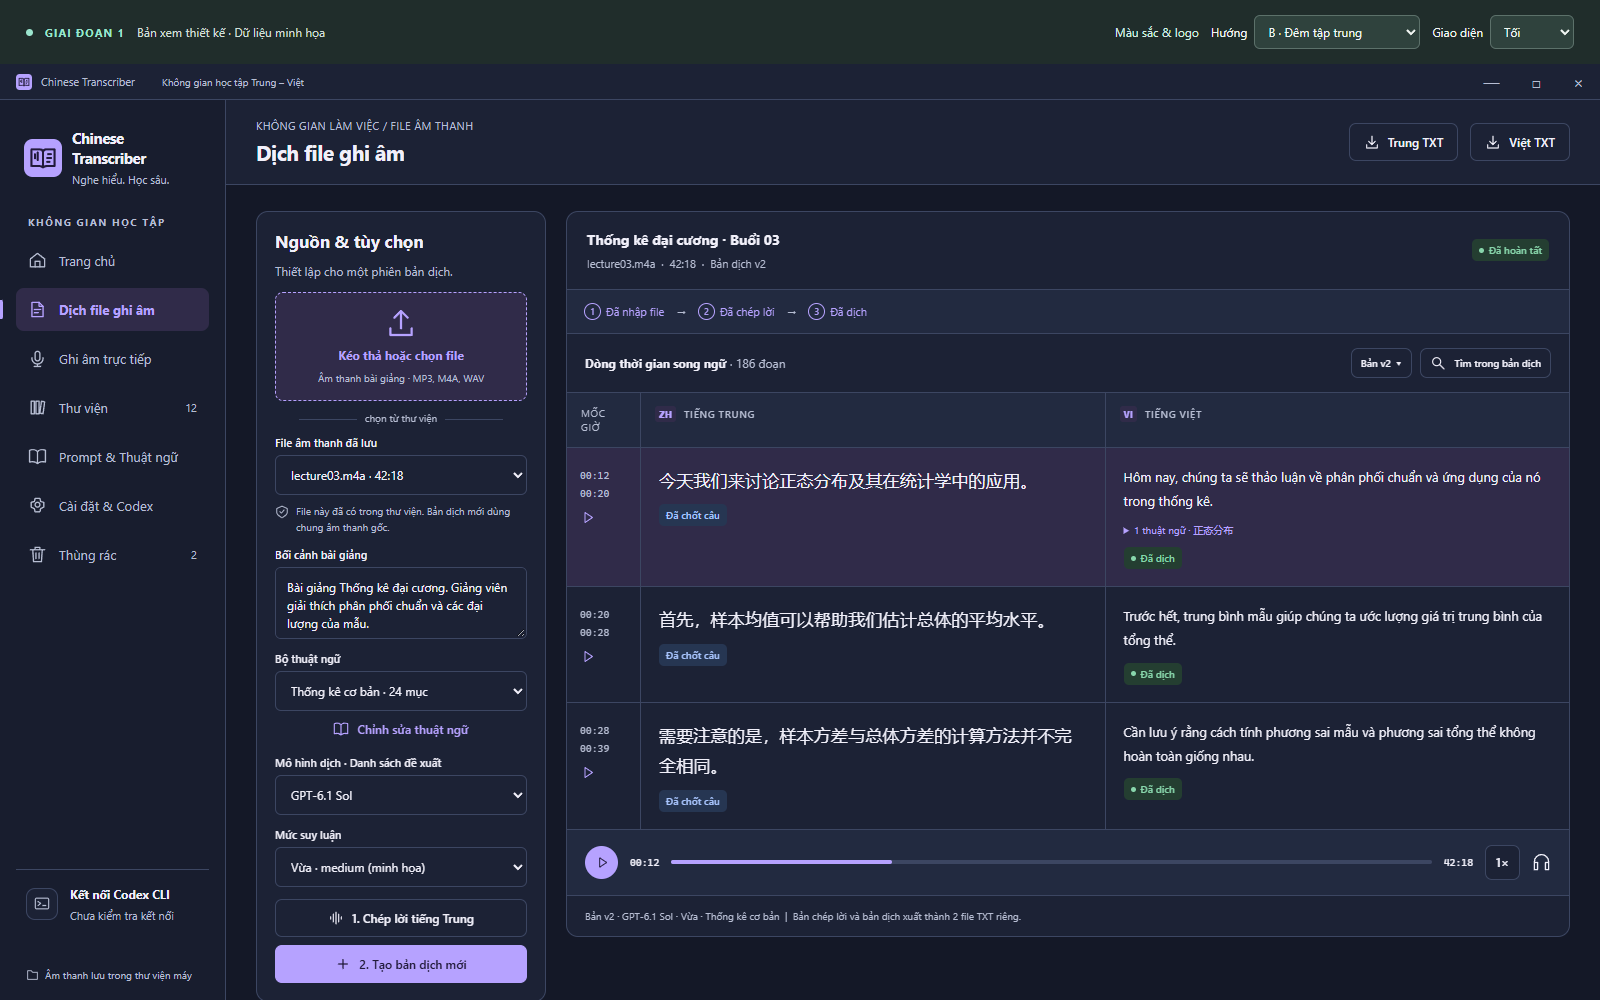 GIAI ĐOẠN 1 Bản xem thiết kế · Dữ liệu minh họa
Màu sắc & logo Hướng B · Đêm tập trung Giao diện Tối
Chinese Transcriber Không gian học tập Trung – Việt
Chinese
Transcriber
Nghe hiểu. Học sâu.
KHÔNG GIAN HỌC TẬP
Trang chủ
Dịch file ghi âm
Ghi âm trực tiếp
Thư viện 12
Prompt & Thuật ngữ
Cài đặt & Codex
Thùng rác 2
Kết nối Codex CLI
Chưa kiểm tra kết nối
Âm thanh lưu trong thư viện máy
KHÔNG GIAN LÀM VIỆC / FILE ÂM THANH
Dịch file ghi âm
Trung TXT
Việt TXT
Nguồn & tùy chọn
Thiết lập cho một phiên bản dịch.
Kéo thả hoặc chọn file
Âm thanh bài giảng · MP3, M4A, WAV
chọn từ thư viện
File âm thanh đã lưu
lecture03.m4a · 42:18
File này đã có trong thư viện. Bản dịch mới dùng
chung âm thanh gốc.
Bối cảnh bài giảng
Bài giảng Thống kê đại cương. Giảng viên
giải thích phân phối chuẩn và các đại
lượng của mẫu.
Bộ thuật ngữ
Thống kê cơ bản · 24 mục
Chỉnh sửa thuật ngữ
Mô hình dịch · Danh sách đề xuất
GPT-6.1 Sol
Mức suy luận
Vừa · medium (minh họa)
1. Chép lời tiếng Trung
2. Tạo bản dịch mới
Thống kê đại cương · Buổi 03
lecture03.m4a · 42:18 · Bản dịch v2
Đã hoàn tất
1 Đã nhập file → 2 Đã chép lời → 3 Đã dịch
Dòng thời gian song ngữ · 186 đoạn
Bản v2
Tìm trong bản dịch
MỐC
GIỜ
ZH TIẾNG TRUNG
VI TIẾNG VIỆT
00:12
00:20
今天我们来讨论正态分布及其在统计学中的应用。
Đã chốt câu
Hôm nay, chúng ta sẽ thảo luận về phân phối chuẩn và ứng dụng của nó
trong thống kê.
1 thuật ngữ · 正态分布
Đã dịch
00:20
00:28
首先，样本均值可以帮助我们估计总体的平均水平。
Đã chốt câu
Trước hết, trung bình mẫu giúp chúng ta ước lượng giá trị trung bình của
tổng thể.
Đã dịch
00:28
00:39
需要注意的是，样本方差与总体方差的计算方法并不完
全相同。
Đã chốt câu
Cần lưu ý rằng cách tính phương sai mẫu và phương sai tổng thể không
hoàn toàn giống nhau.
Đã dịch
00:12 42:18 1×
Bản v2 · GPT-6.1 Sol · Vừa · Thống kê cơ bản | Bản chép lời và bản dịch xuất thành 2 file TXT riêng.